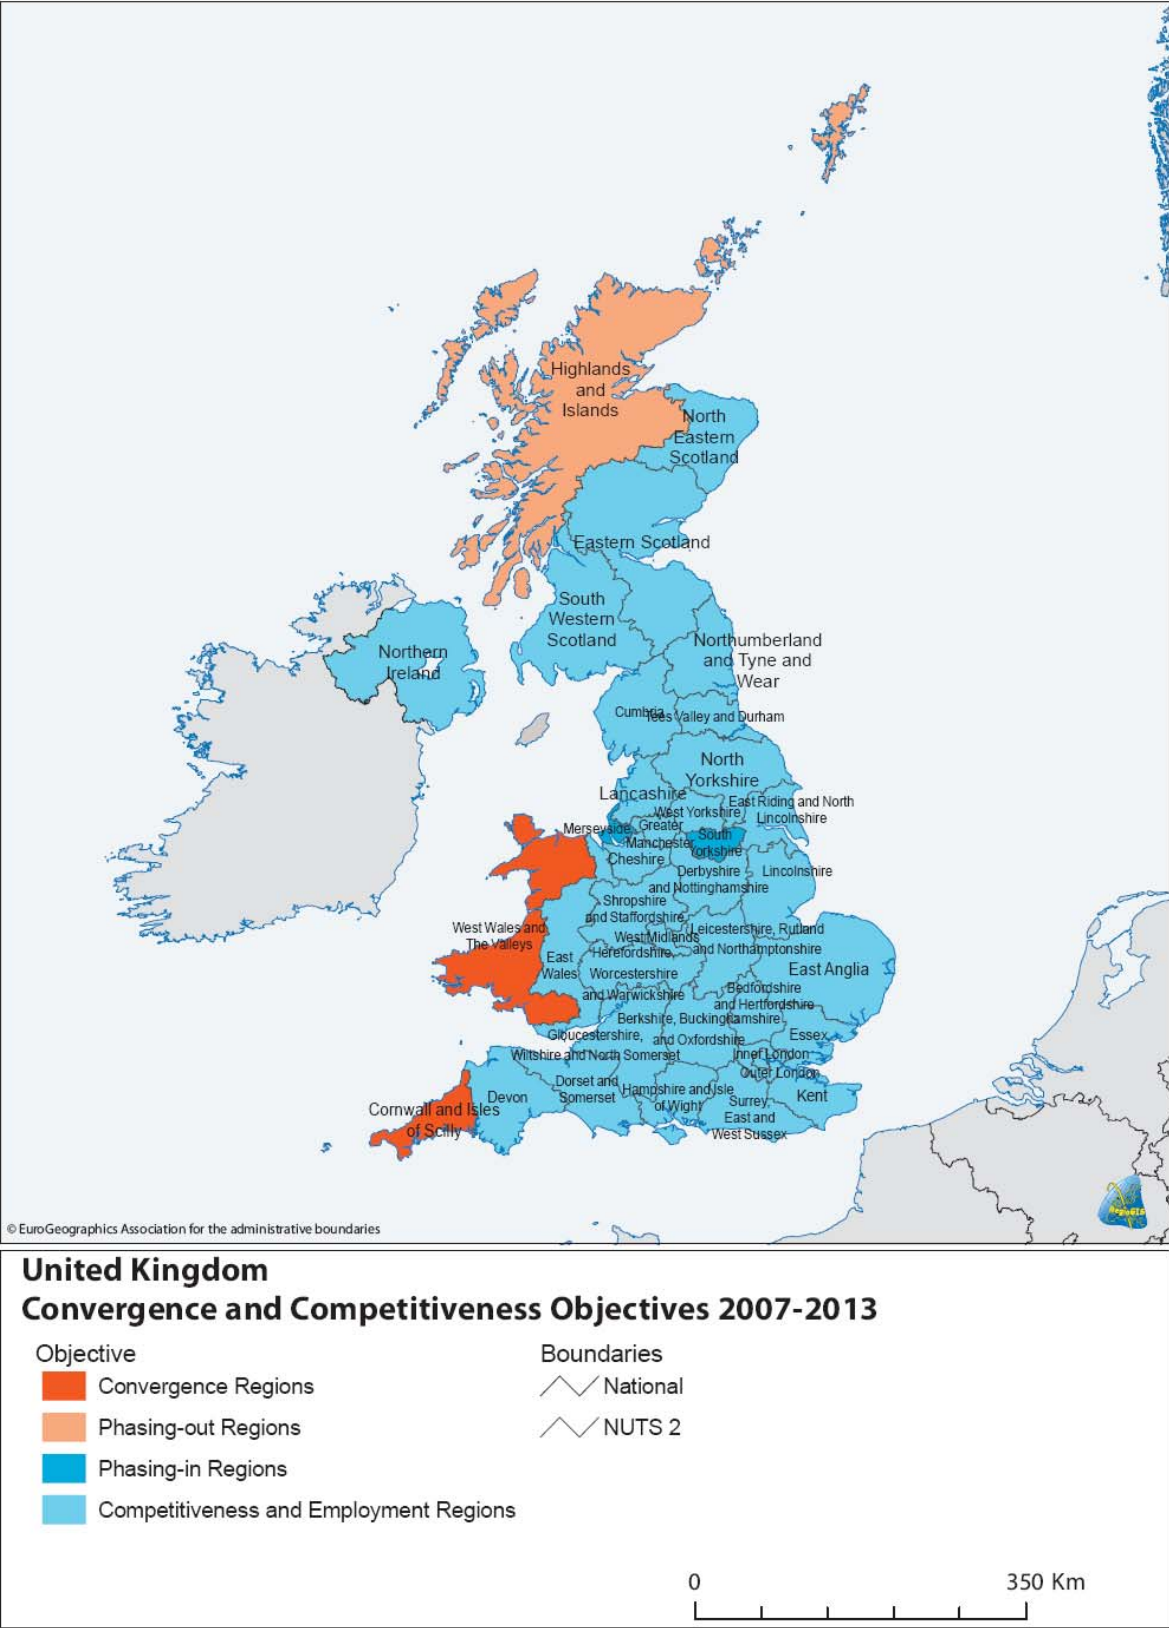 Highlands
and
Islands
North
Eastern
Scotland
Eastern Scotland
South
Western
Scotland
Northumberland
and Tyne and
Wear
Northern
Ireland
Cumbria
Tees Valley and Durham
North
Yorkshire
Lancashire
West Yorkshire
East Riding and North
Lincolnshire
Merseyside
Greater
Manchester
South
Yorkshire
Cheshire
Derbyshire
and Nottinghamshire
Lincolnshire
Shropshire
and Staffordshire
West Wales and
The Valleys
East
Wales
West Midlands
Leicestershire, Rutland
and Northamptonshire
Herefordshire,
Worcestershire
and Warwickshire
East Anglia
Bedfordshire
and Hertfordshire
Berkshire, Buckinghamshire
and Oxfordshire
Essex
Gloucestershire,
Wiltshire and North Somerset
Inner London
Outer London
Dorset and
Somerset
Devon
Hampshire and Isle
of Wight
Surrey,
East and
West Sussex
Kent
Cornwall and Isles
of Scilly
RegioGIS
© EuroGeographics Association for the administrative boundaries
United Kingdom
Convergence and Competitiveness Objectives 2007-2013
Objective
Convergence Regions
Phasing-out Regions
Phasing-in Regions
Competitiveness and Employment Regions
Boundaries
National
NUTS 2
0 350 Km